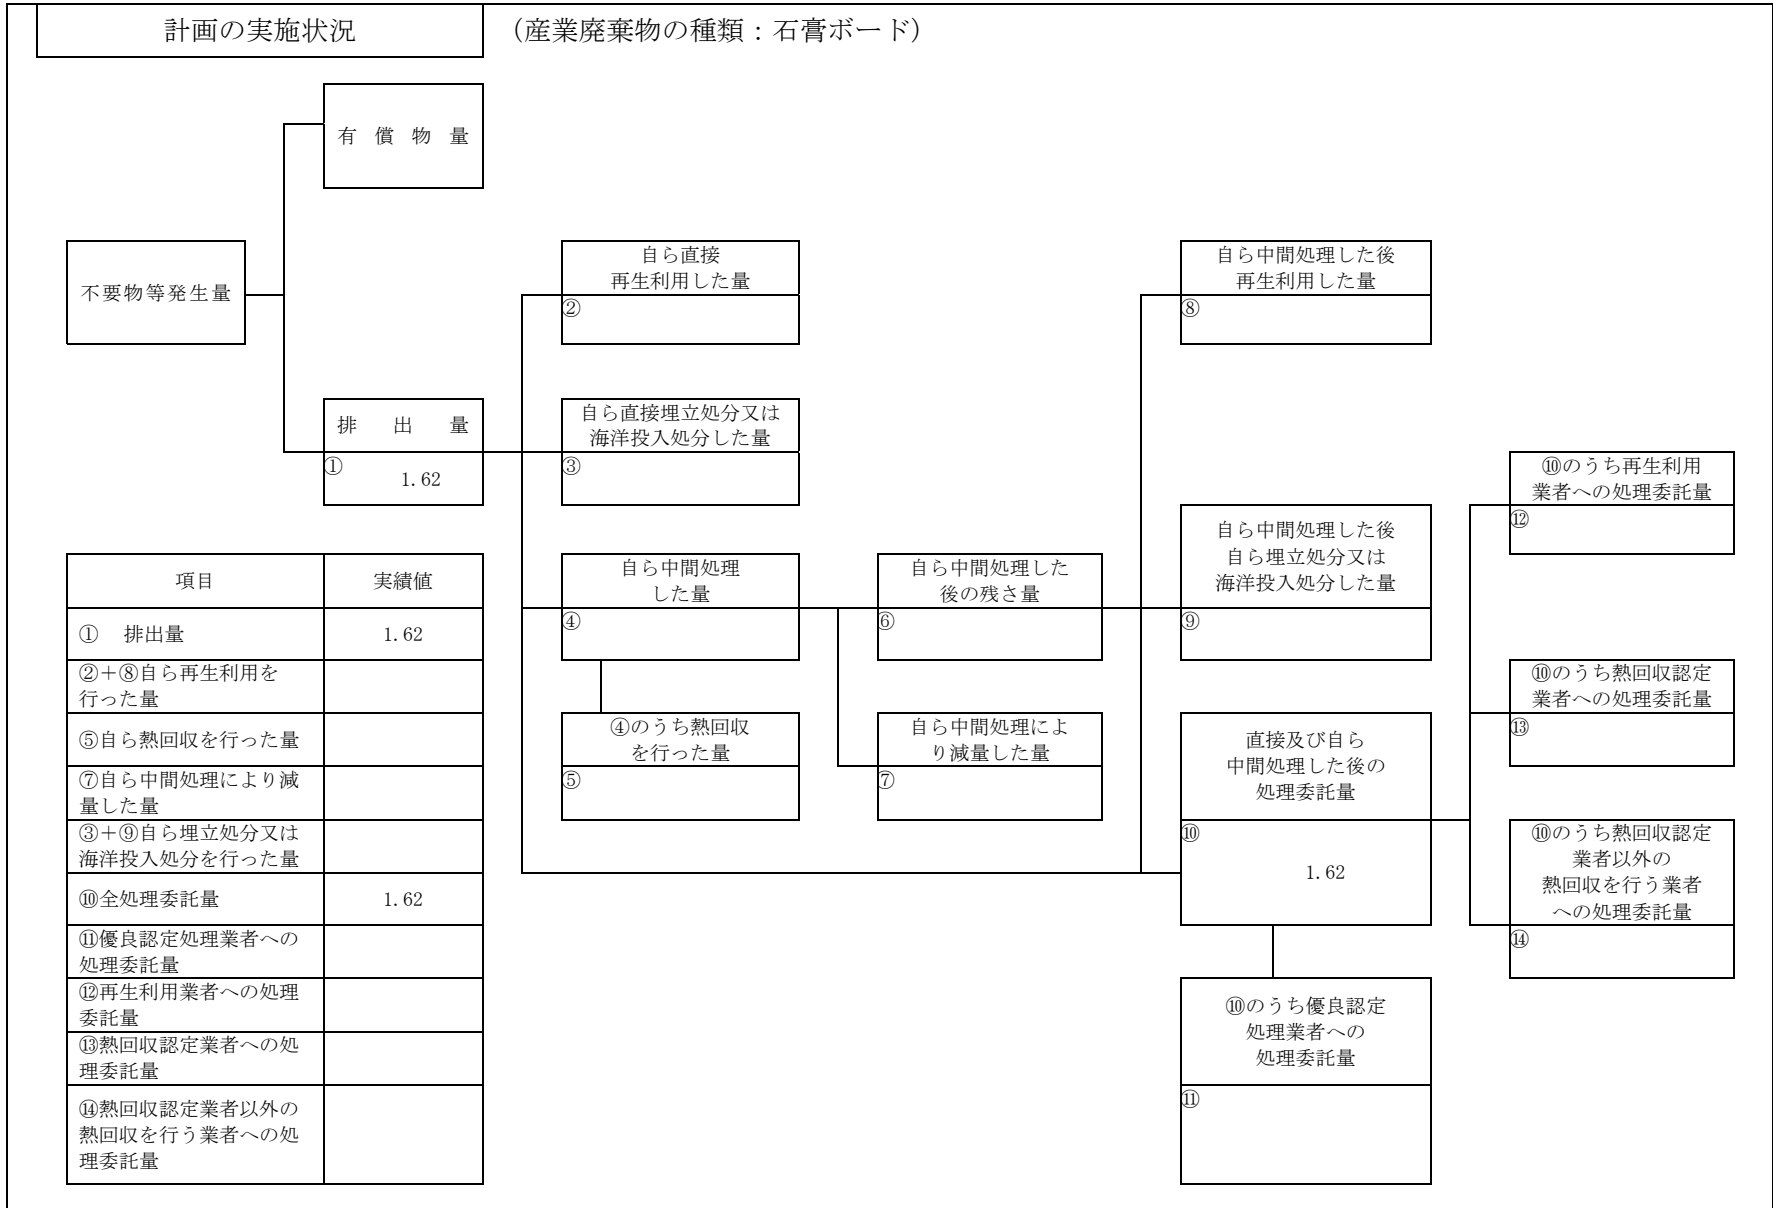 計画の実施状況
（産業廃棄物の種類：石膏ボード）
有償物量
不要物等発生量
自ら直接
再生利用した量
②
自ら中間処理した後
再生利用した量
⑧
排出量
①
1.62
自ら直接埋立処分又は
海洋投入処分した量
③
⑩のうち再生利用
業者への処理委託量
⑫
自ら中間処理した後
自ら埋立処分又は
海洋投入処分した量
⑨
自ら中間処理
した量
④
自ら中間処理した
後の残さ量
⑥
⑩のうち熱回収認定
業者への処理委託量
⑬
④のうち熱回収
を行った量
⑤
自ら中間処理によ
り減量した量
⑦
直接及び自ら
中間処理した後の
処理委託量
⑩
1.62
⑩のうち熱回収認定
業者以外の
熱回収を行う業者
への処理委託量
⑭
⑩のうち優良認定
処理業者への
処理委託量
⑪
項目 実績値
① 排出量 1.62
②＋⑧自ら再生利用を
行った量
⑤自ら熱回収を行った量
⑦自ら中間処理により減
量した量
③＋⑨自ら埋立処分又は
海洋投入処分を行った量
⑩全処理委託量 1.62
⑪優良認定処理業者への
処理委託量
⑫再生利用業者への処理
委託量
⑬熱回収認定業者への処
理委託量
⑭熱回収認定業者以外の
熱回収を行う業者への処
理委託量